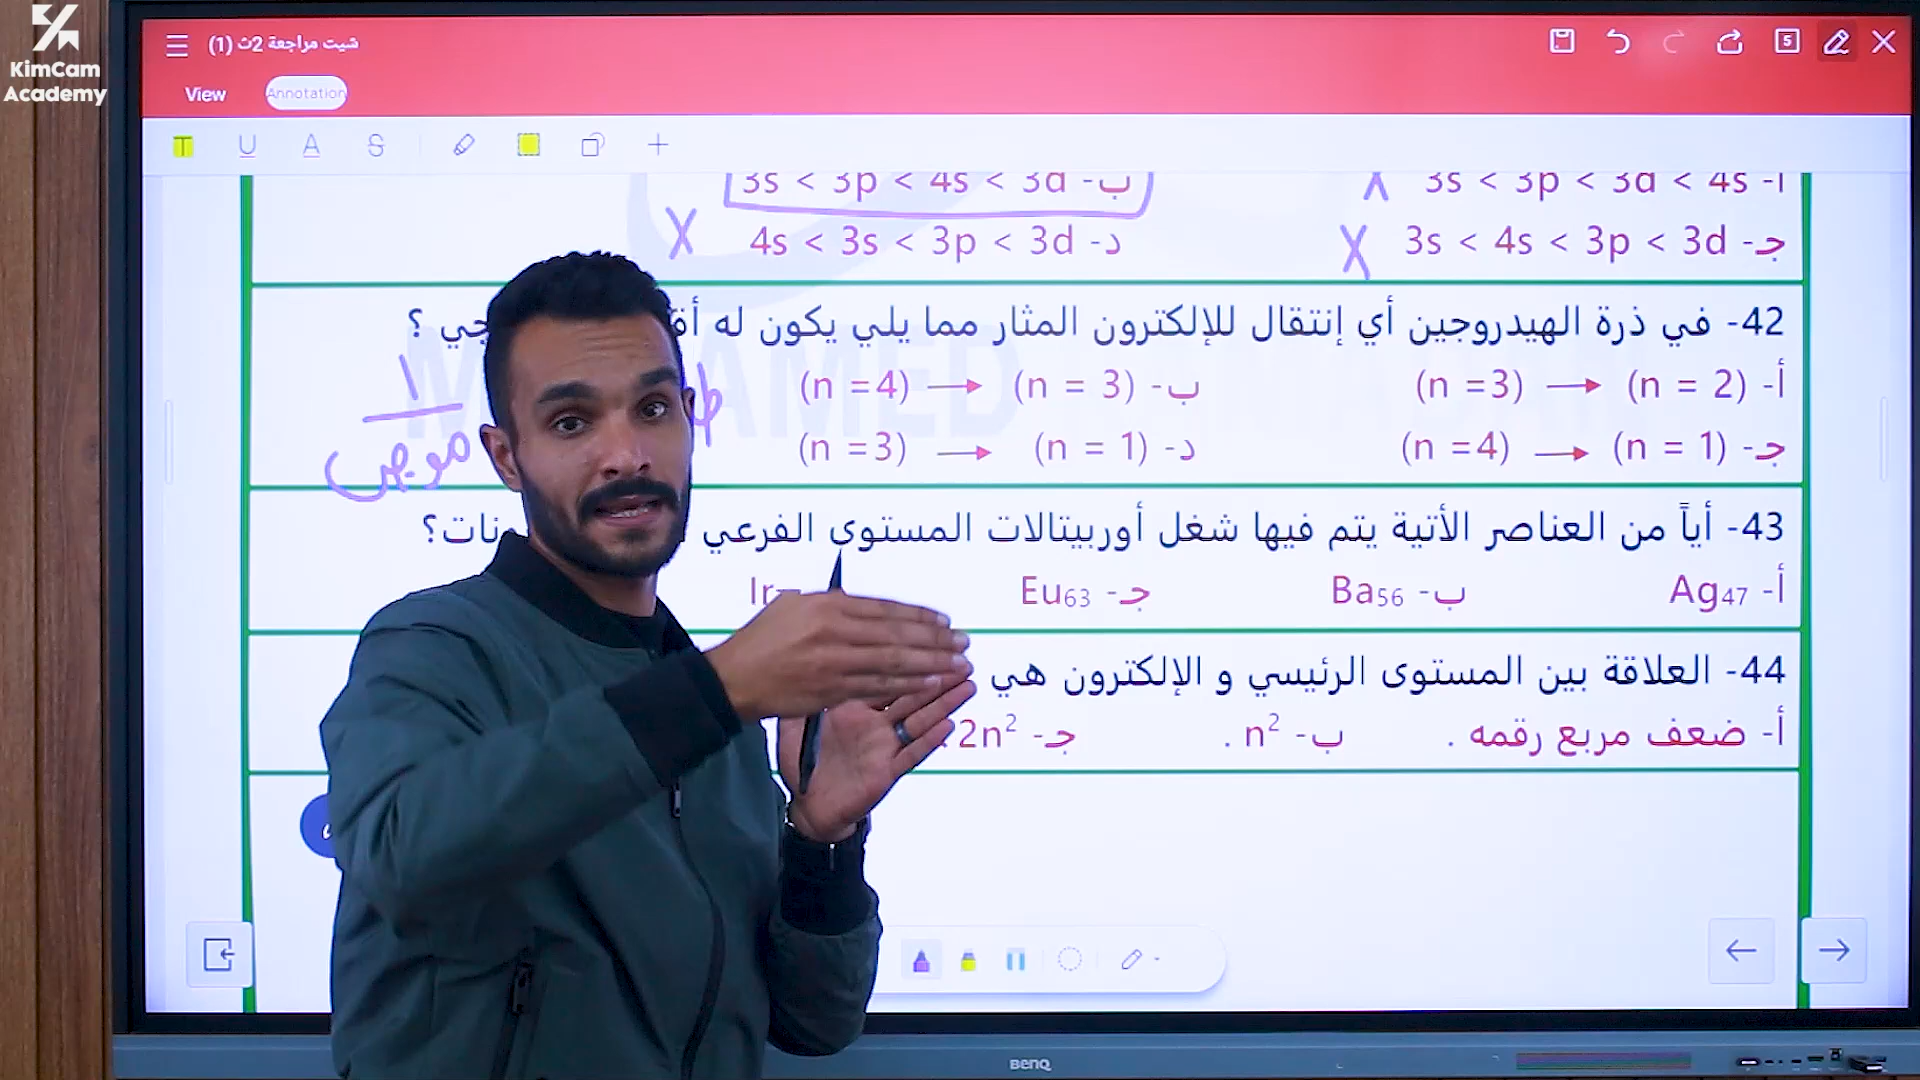 KimCam
Academy
شيت مراجعة 2ث (1)
View
Annotation
أ- 3s < 3p < 3d < 4s
ب- 3s < 3p < 4s < 3d
X
جـ- 3s < 4s < 3p < 3d
X
د- 4s < 3s < 3p < 3d
X
42- في ذرة الهيدروجين أي إنتقال للإلكترون المثار مما يلي يكون له
؟
أ- (n =3) → (n = 2)
ب- (n =4) → (n = 3)
جـ- (n =4) → (n = 1)
د- (n =3) → (n = 1)
1
موجي
ط
43- أياً من العناصر الأتية يتم فيها شغل أوربيتالات المستوى الفرعي
؟
أ- Ag47
ب- Ba56
جـ- Eu63
Ir
44- العلاقة بين المستوى الرئيسي و الإلكترون هي
أ- ضعف مربع رقمه .
ب- n² .
جـ- 2n² .
BENQ